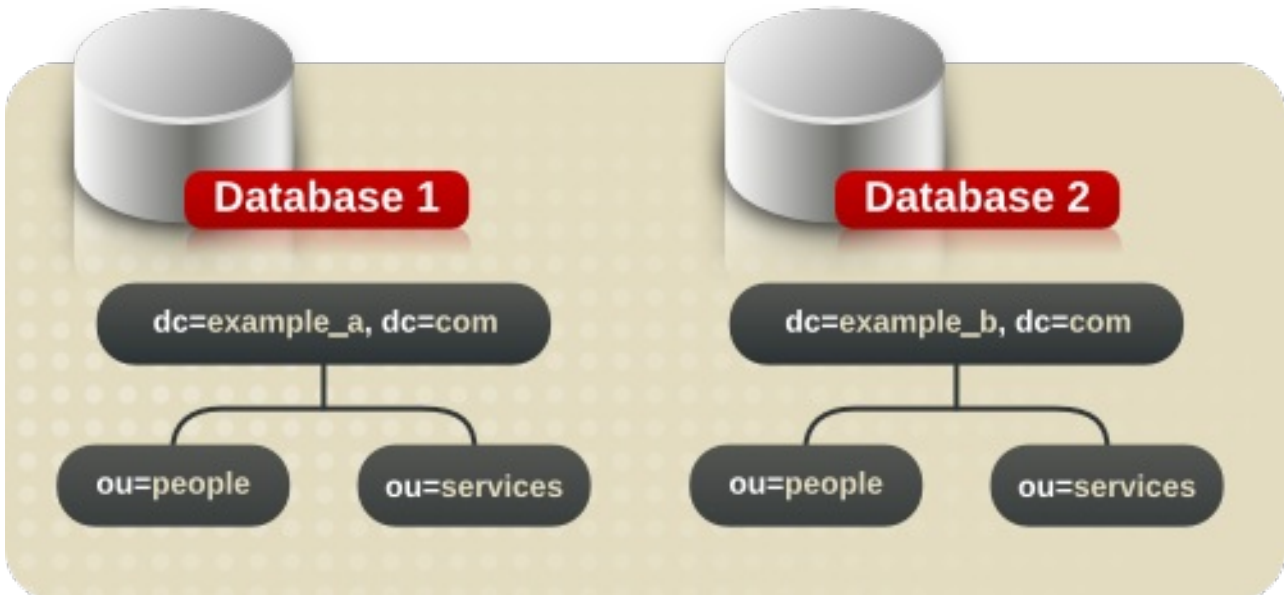 Database 1
Database 2
dc=example_a, dc=com
dc=example_b, dc=com
ou=people
ou=services
ou=people
ou=services